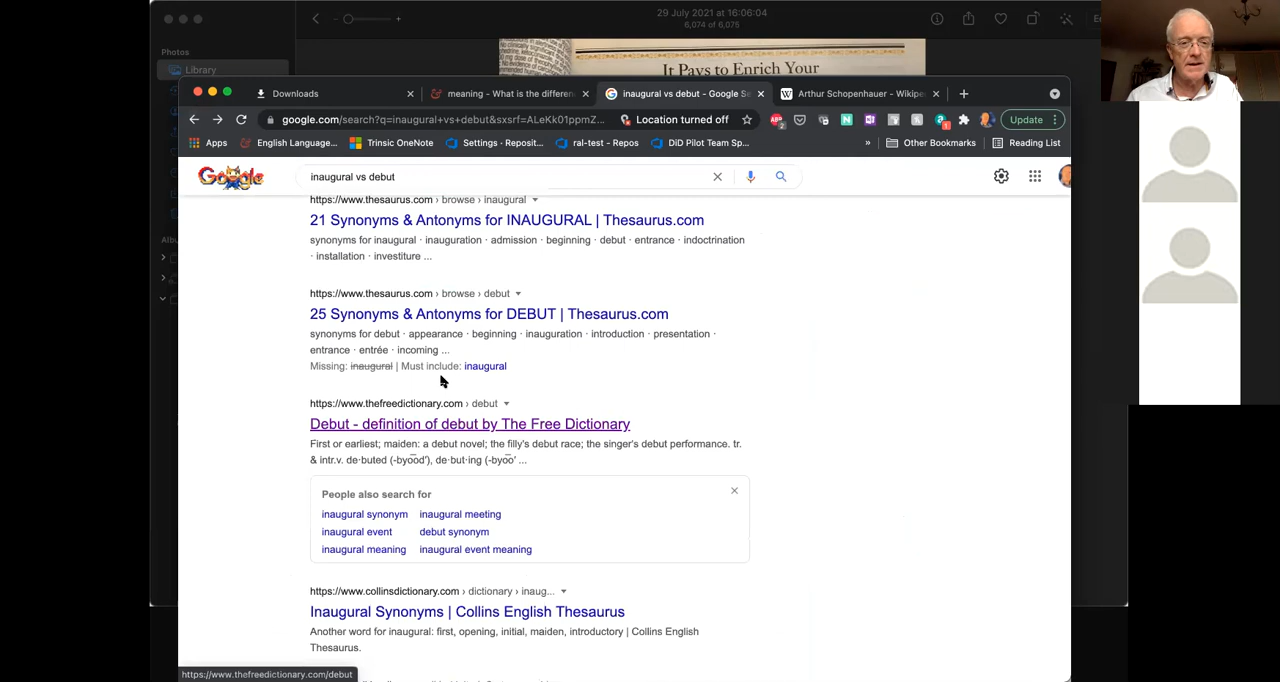 29 July 2021 at 16:06:04
6,074 of 6,075
Photos
Library
It Pays to Enrich Your
Downloads
meaning - What is the differen
inaugural vs debut - Google Se
Arthur Schopenhauer - Wikipe
google.com/search?q=inaugural+vs+debut&sxsrf=ALeKk01ppmZ...
Location turned off
Update
Apps
English Language...
Trinsic OneNote
Settings - Reposit...
ral-test - Repos
DiD Pilot Team Sp...
»
Other Bookmarks
Reading List
Google
inaugural vs debut
https://www.thesaurus.com › browse › inaugural
21 Synonyms & Antonyms for INAUGURAL | Thesaurus.com
synonyms for inaugural · inauguration · admission · beginning · debut · entrance · indoctrination
· installation · investiture ...
https://www.thesaurus.com › browse › debut
25 Synonyms & Antonyms for DEBUT | Thesaurus.com
synonyms for debut · appearance · beginning · inauguration · introduction · presentation ·
entrance · entrée · incoming ...
Missing: inaugural | Must include: inaugural
https://www.thefreedictionary.com › debut
Debut - definition of debut by The Free Dictionary
First or earliest; maiden: a debut novel; the filly's debut race; the singer's debut performance. tr.
& intr.v. de·buted (-byo͞od′), de·but·ing (-byo͞o′ ...
People also search for
inaugural synonym inaugural meeting
inaugural event debut synonym
inaugural meaning inaugural event meaning
https://www.collinsdictionary.com › dictionary › inaug...
Inaugural Synonyms | Collins English Thesaurus
Another word for inaugural: first, opening, initial, maiden, introductory | Collins English
Thesaurus.
https://www.thefreedictionary.com/debut